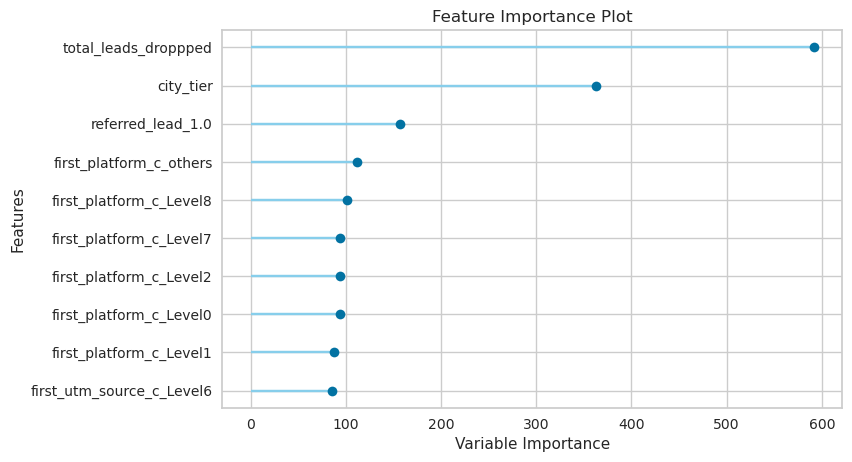 Feature Importance Plot
total_leads_droppped
city_tier
referred_lead_1.0
first_platform_c_others
first_platform_c_Level8
first_platform_c_Level7
first_platform_c_Level2
first_platform_c_Level0
first_platform_c_Level1
first_utm_source_c_Level6
Features
0 100 200 300 400 500 600
Variable Importance